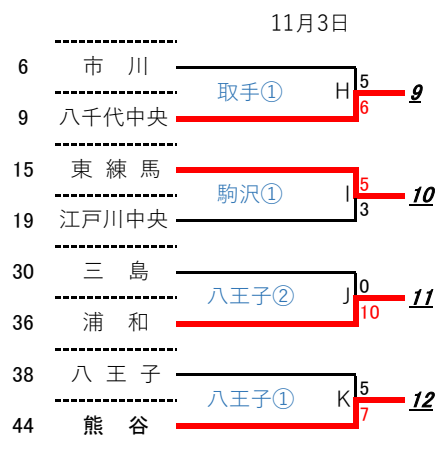 11月3日
6 市 川 5
取手① H 9
9 八千代中央 6
15 東 練 馬 5
駒沢① I 10
19 江戸川中央 3
30 三 島 0
八王子② J 11
36 浦 和 10
38 八 王 子 5
八王子① K 12
44 熊 谷 7